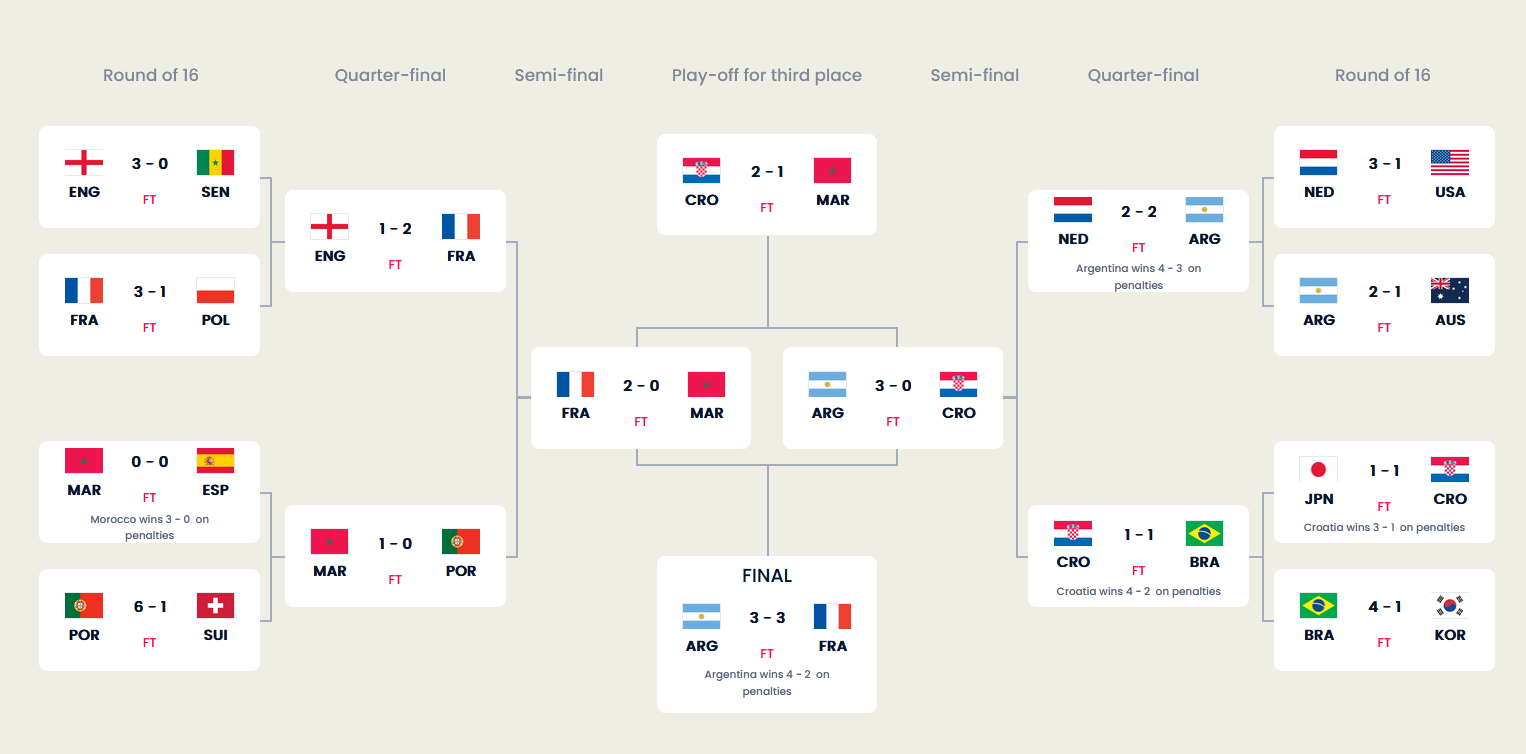 Round of 16
Quarter-final
Semi-final
Play-off for third place
Semi-final
Quarter-final
Round of 16
ENG 3 - 0 SEN
FT
FRA 3 - 1 POL
FT
MAR 0 - 0 ESP
FT
Morocco wins 3 - 0 on
penalties
POR 6 - 1 SUI
FT
ENG 1 - 2 FRA
FT
MAR 1 - 0 POR
FT
FRA 2 - 0 MAR
FT
CRO 2 - 1 MAR
FT
ARG 3 - 0 CRO
FT
FINAL
ARG 3 - 3 FRA
FT
Argentina wins 4 - 2 on
penalties
NED 2 - 2 ARG
FT
Argentina wins 4 - 3 on
penalties
CRO 1 - 1 BRA
FT
Croatia wins 4 - 2 on penalties
NED 3 - 1 USA
FT
ARG 2 - 1 AUS
FT
JPN 1 - 1 CRO
FT
Croatia wins 3 - 1 on penalties
BRA 4 - 1 KOR
FT